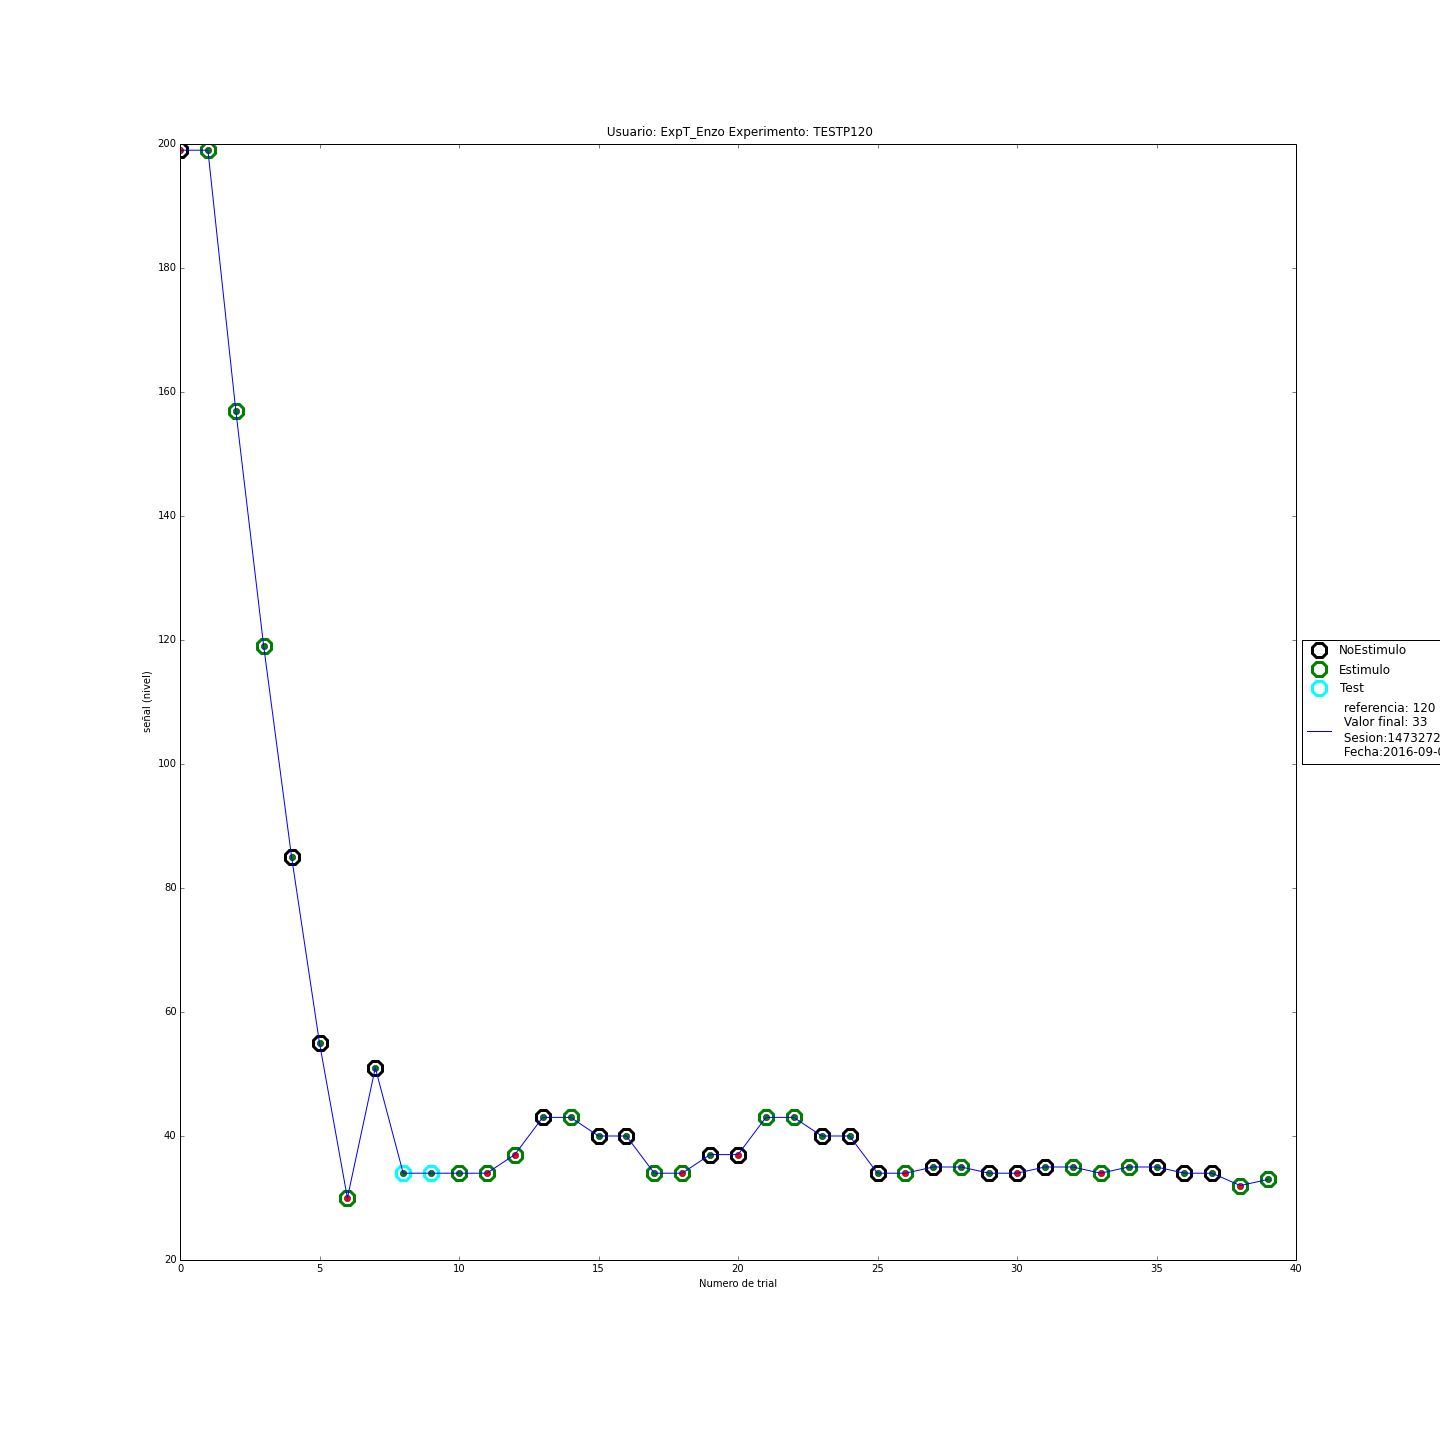 Usuario: ExpT_Enzo Experimento: TESTP120
200
180
160
140
120
100
80
60
40
20
señal (nivel)
0 5 10 15 20 25 30 35 40
Numero de trial
NoEstimulo
Estimulo
Test
referencia: 120
Valor final: 33
Sesion:1473272
Fecha:2016-09-0